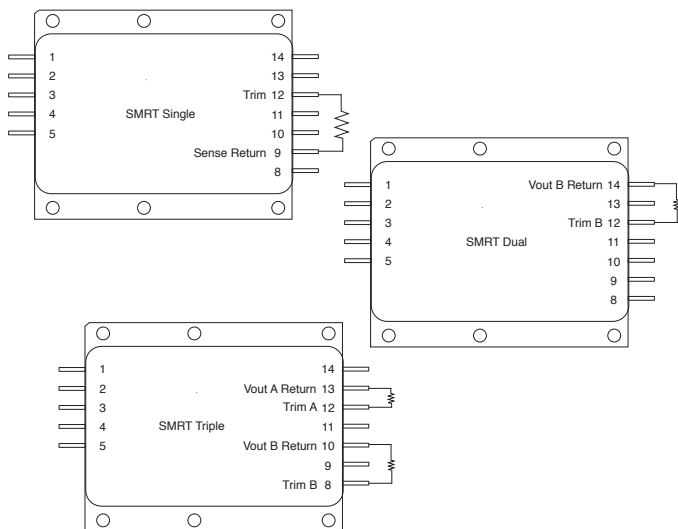 1 14
2 13
3 Trim 12
4 SMRT Single 11
5 10
Sense Return 9
8
1 Vout B Return 14
2 13
3 Trim B 12
4 SMRT Dual 11
5 10
9
8
1 14
2 Vout A Return 13
3 Trim A 12
4 SMRT Triple 11
5 Vout B Return 10
9
Trim B 8